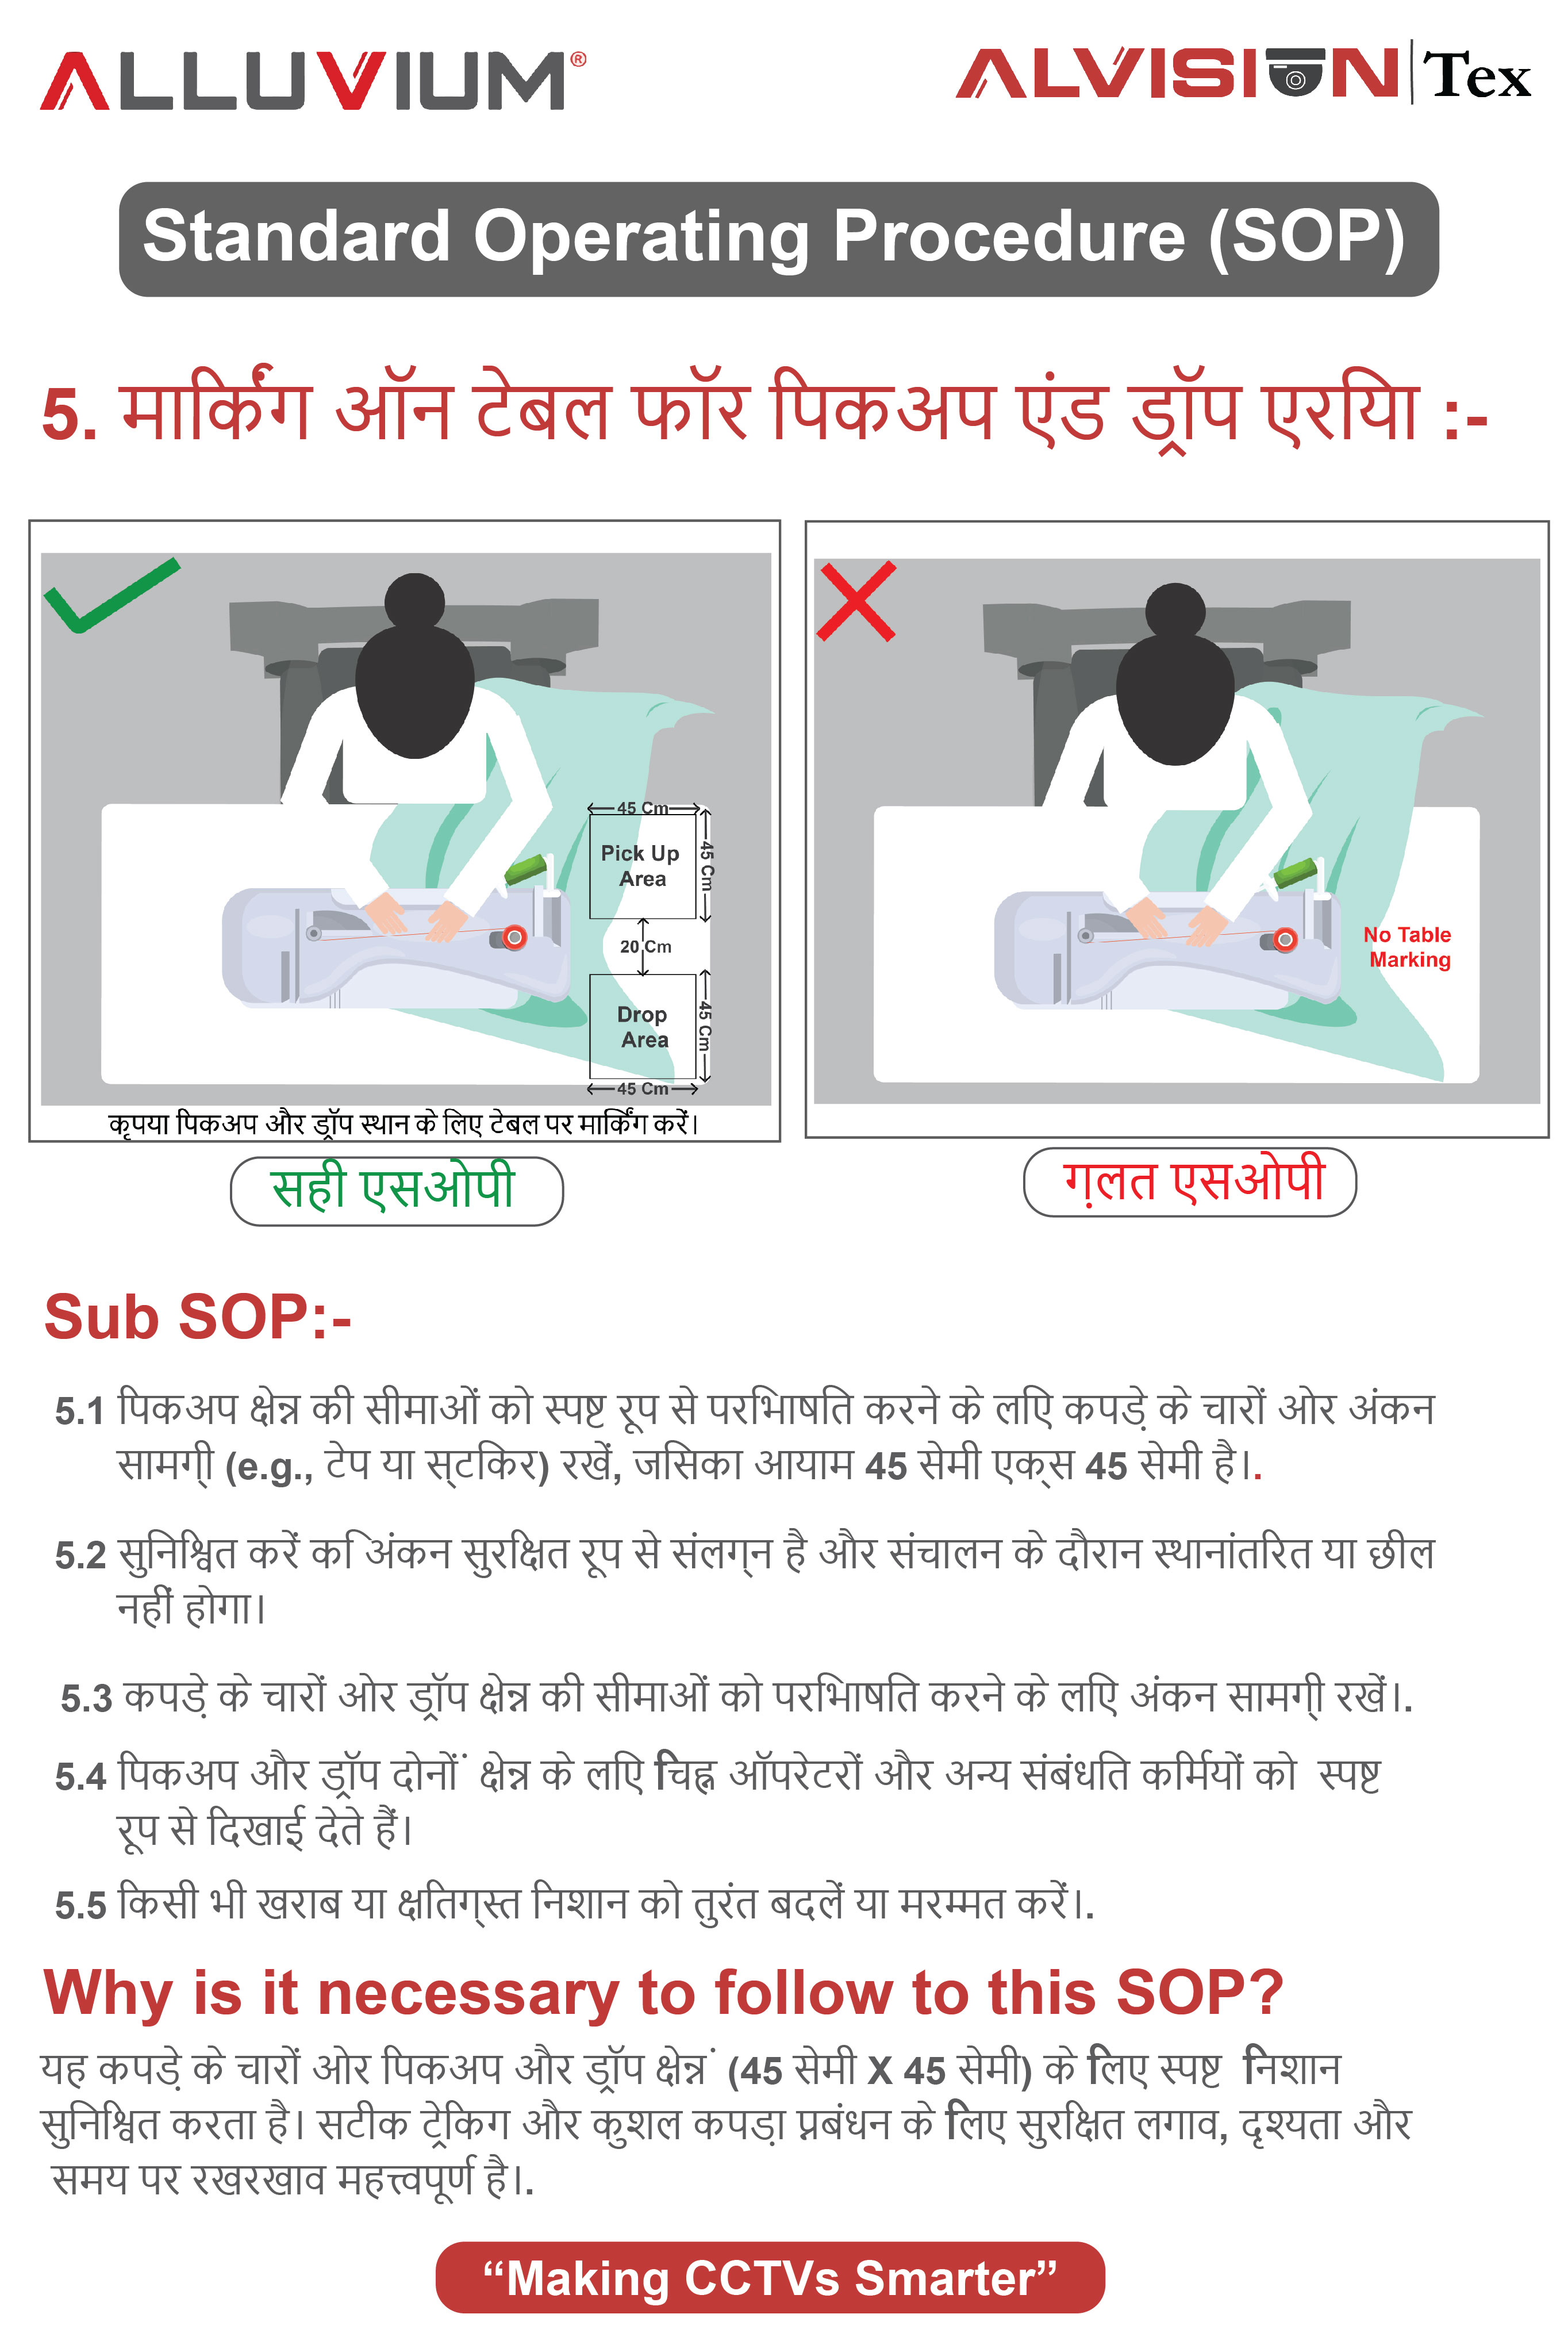 ALLUVIUM®
ALVISION Tex
Standard Operating Procedure (SOP)
5. मार्किंग ऑन टेबल फॉर पिकअप एंड ड्रॉप एरिया :-
45 Cm
Pick Up
Area
45 Cm
20 Cm
Drop
Area
45 Cm
45 Cm
कृपया पिकअप और ड्रॉप स्थान के लिए टेबल पर मार्किंग करें।
सही एसओपी
No Table
Marking
ग़लत एसओपी
Sub SOP:-
5.1 पिकअप क्षेत्र की सीमाओं को स्पष्ट रूप से परिभाषित करने के लिए कपड़े के चारों ओर अंकन
सामग्री (e.g., टेप या स्टिकर) रखें, जिसका आयाम 45 सेमी एक्स 45 सेमी है।.
5.2 सुनिश्चित करें कि अंकन सुरक्षित रूप से संलग्न है और संचालन के दौरान स्थानांतरित या छील
नहीं होगा।
5.3 कपड़े के चारों ओर ड्रॉप क्षेत्र की सीमाओं को परिभाषित करने के लिए अंकन सामग्री रखें।.
5.4 पिकअप और ड्रॉप दोनों क्षेत्र के लिए चिह्न ऑपरेटरों और अन्य संबंधित कर्मियों को स्पष्ट
रूप से दिखाई देते हैं।
5.5 किसी भी खराब या क्षतिग्रस्त निशान को तुरंत बदलें या मरम्मत करें।.
Why is it necessary to follow to this SOP?
यह कपड़े के चारों ओर पिकअप और ड्रॉप क्षेत्रं (45 सेमी X 45 सेमी) के लिए स्पष्ट निशान
सुनिश्चित करता है। सटीक ट्रेकिग और कुशल कपड़ा प्रबंधन के लिए सुरक्षित लगाव, दृश्यता और
समय पर रखरखाव महत्त्वपूर्ण है।.
“Making CCTVs Smarter”